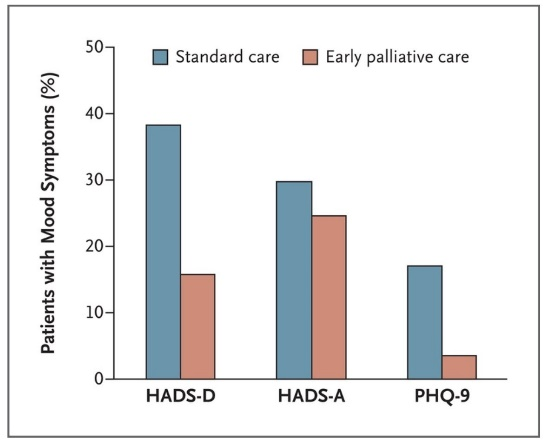 Patients with Mood Symptoms (%)
50
40
30
20
10
0
Standard care
Early palliative care
HADS-D
HADS-A
PHQ-9